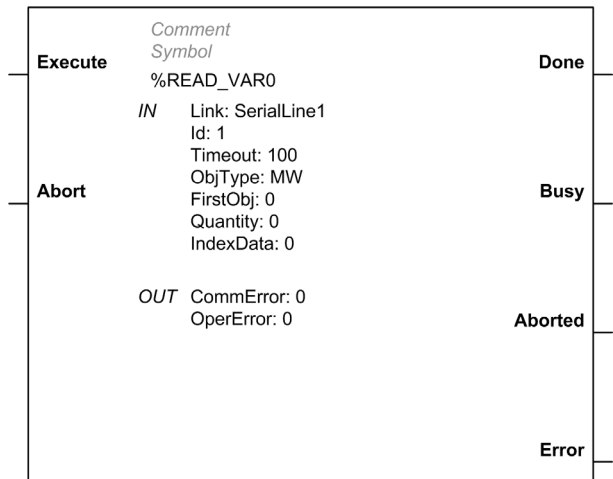 Comment
Symbol
Execute
Done
%READ_VAR0
IN Link: SerialLine1
Id: 1
Timeout: 100
ObjType: MW
Abort
Busy
FirstObj: 0
Quantity: 0
IndexData: 0
OUT CommError: 0
OperError: 0
Aborted
Error